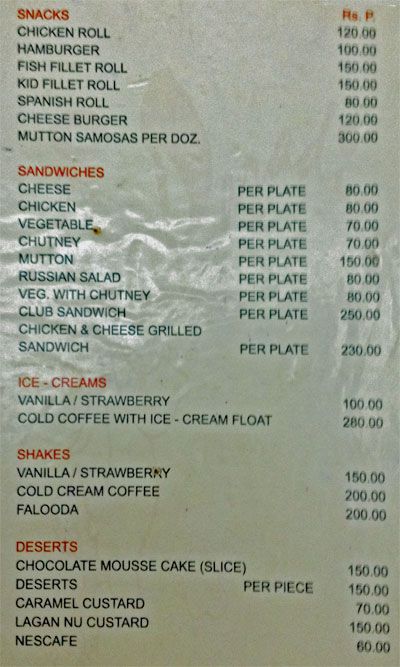 SNACKS Rs. P.
CHICKEN ROLL 120.00
HAMBURGER 100.00
FISH FILLET ROLL 150.00
KID FILLET ROLL 150.00
SPANISH ROLL 80.00
CHEESE BURGER 120.00
MUTTON SAMOSAS PER DOZ. 300.00
SANDWICHES
CHEESE PER PLATE 80.00
CHICKEN PER PLATE 80.00
VEGETABLE PER PLATE 70.00
CHUTNEY PER PLATE 70.00
MUTTON PER PLATE 150.00
RUSSIAN SALAD PER PLATE 80.00
VEG. WITH CHUTNEY PER PLATE 80.00
CLUB SANDWICH PER PLATE 250.00
CHICKEN & CHEESE GRILLED
SANDWICH PER PLATE 230.00
ICE - CREAMS
VANILLA / STRAWBERRY 100.00
COLD COFFEE WITH ICE - CREAM FLOAT 280.00
SHAKES
VANILLA / STRAWBERRY 150.00
COLD CREAM COFFEE 200.00
FALOODA 200.00
DESERTS
CHOCOLATE MOUSSE CAKE (SLICE) 150.00
DESERTS PER PIECE 150.00
CARAMEL CUSTARD 70.00
LAGAN NU CUSTARD 150.00
NESCAFE 60.00